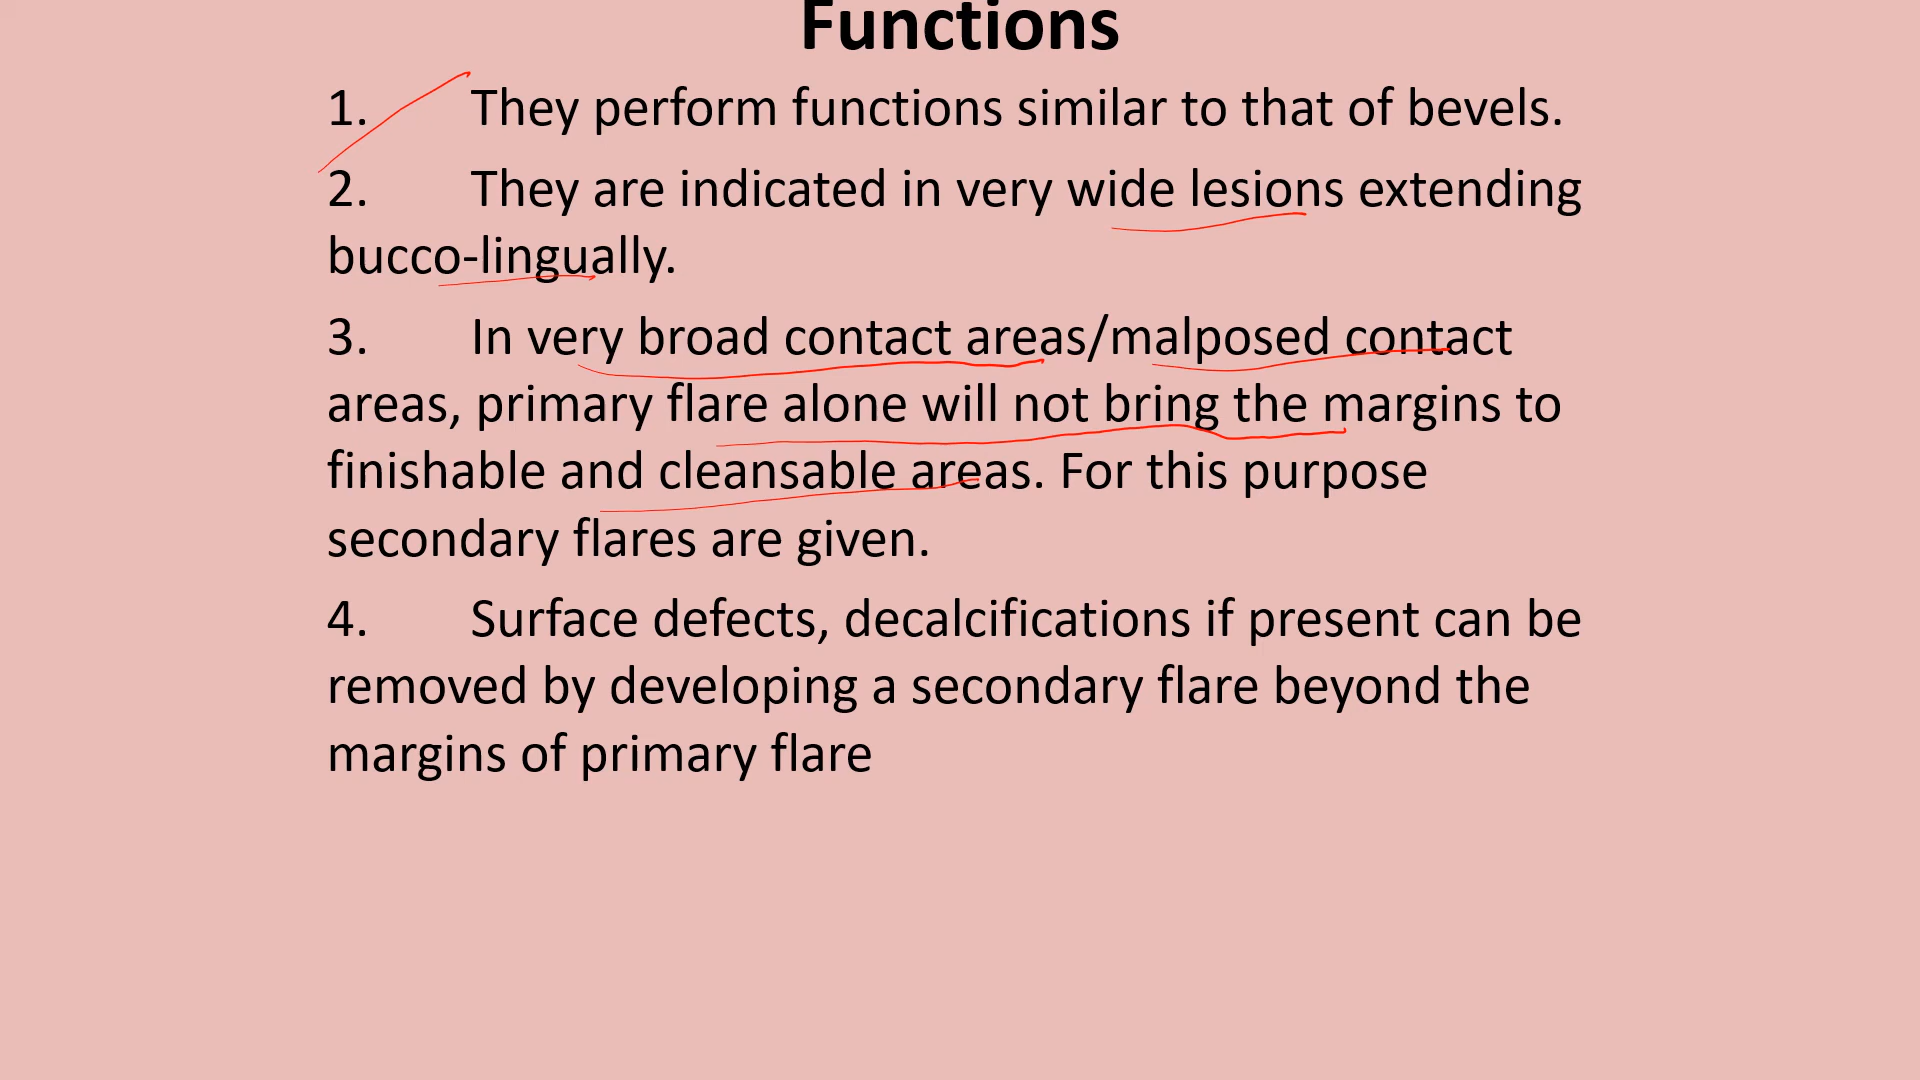 Functions
1. They perform functions similar to that of bevels.
2. They are indicated in very wide lesions extending
bucco-lingually.
3. In very broad contact areas/malposed contact
areas, primary flare alone will not bring the margins to
finishable and cleansable areas. For this purpose
secondary flares are given.
4. Surface defects, decalcifications if present can be
removed by developing a secondary flare beyond the
margins of primary flare